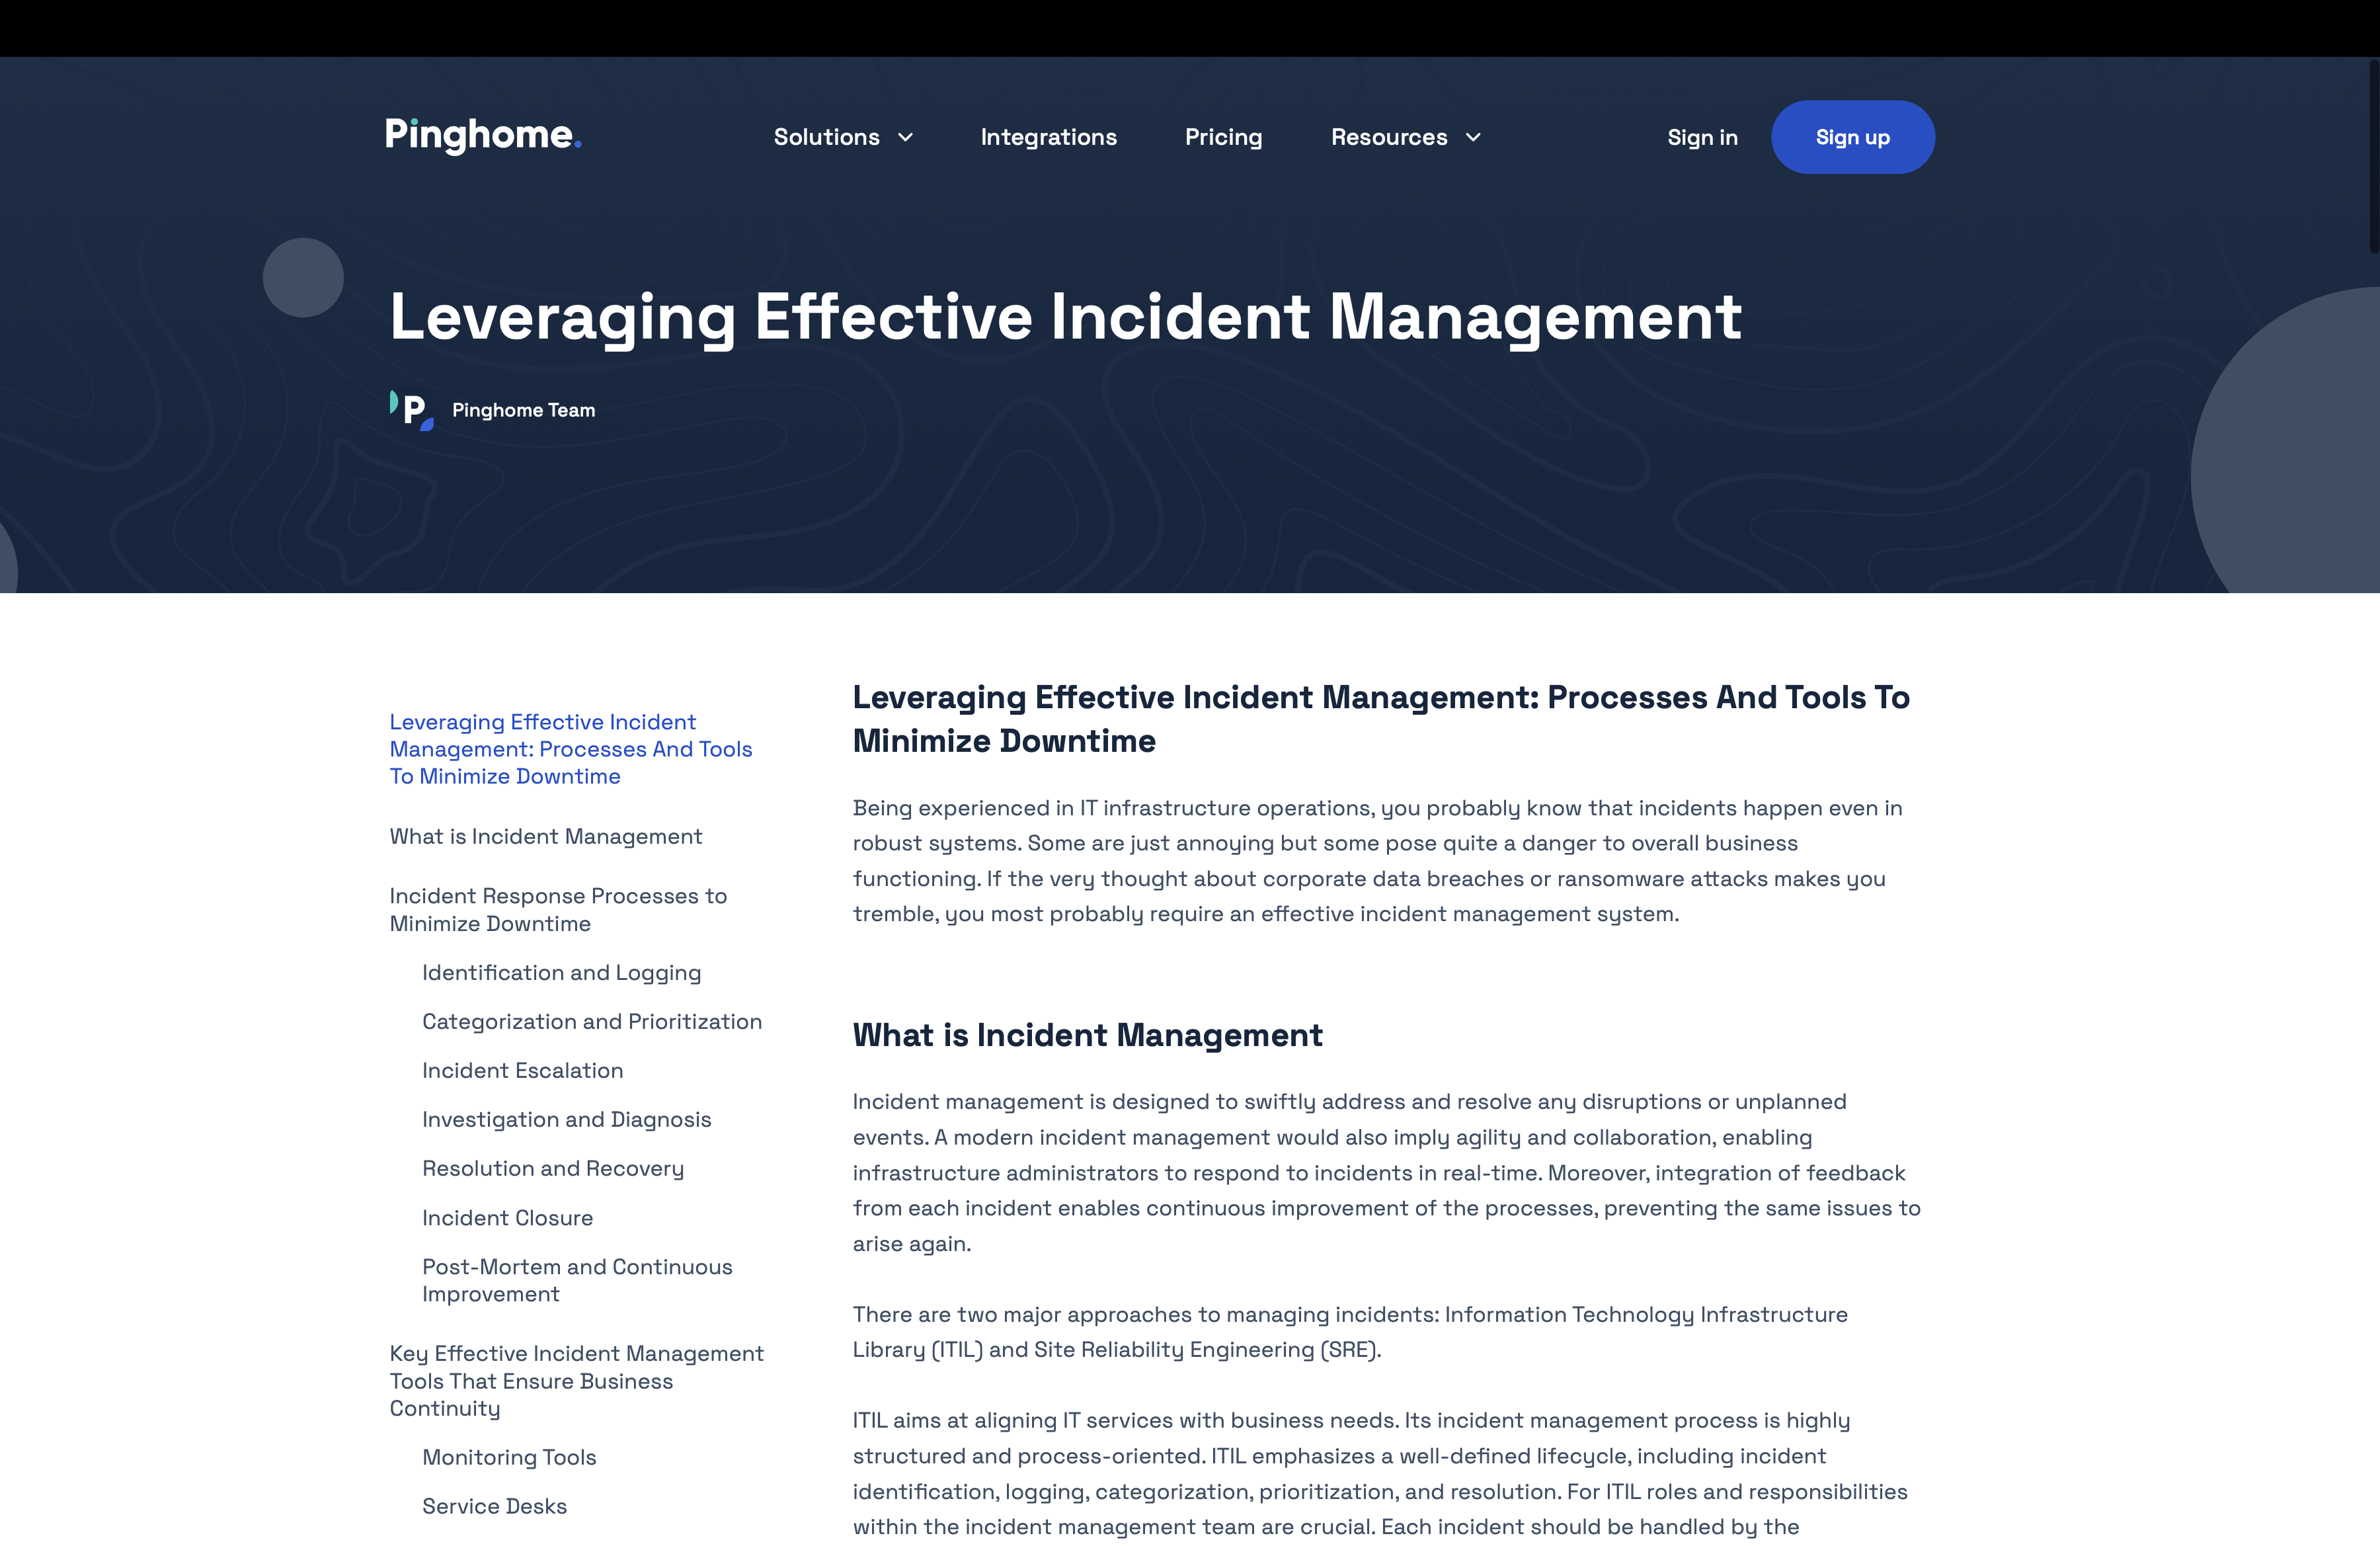 Pinghome.
Solutions
Integrations
Pricing
Resources
Sign in
Sign up
Leveraging Effective Incident Management
P
Pinghome Team
Leveraging Effective Incident
Management: Processes And Tools
To Minimize Downtime
What is Incident Management
Incident Response Processes to
Minimize Downtime
Identification and Logging
Categorization and Prioritization
Incident Escalation
Investigation and Diagnosis
Resolution and Recovery
Incident Closure
Post-Mortem and Continuous
Improvement
Key Effective Incident Management
Tools That Ensure Business
Continuity
Monitoring Tools
Service Desks
Leveraging Effective Incident Management: Processes And Tools To
Minimize Downtime
Being experienced in IT infrastructure operations, you probably know that incidents happen even in
robust systems. Some are just annoying but some pose quite a danger to overall business
functioning. If the very thought about corporate data breaches or ransomware attacks makes you
tremble, you most probably require an effective incident management system.
What is Incident Management
Incident management is designed to swiftly address and resolve any disruptions or unplanned
events. A modern incident management would also imply agility and collaboration, enabling
infrastructure administrators to respond to incidents in real-time. Moreover, integration of feedback
from each incident enables continuous improvement of the processes, preventing the same issues to
arise again.
There are two major approaches to managing incidents: Information Technology Infrastructure
Library (ITIL) and Site Reliability Engineering (SRE).
ITIL aims at aligning IT services with business needs. Its incident management process is highly
structured and process-oriented. ITIL emphasizes a well-defined lifecycle, including incident
identification, logging, categorization, prioritization, and resolution. For ITIL roles and responsibilities
within the incident management team are crucial. Each incident should be handled by the